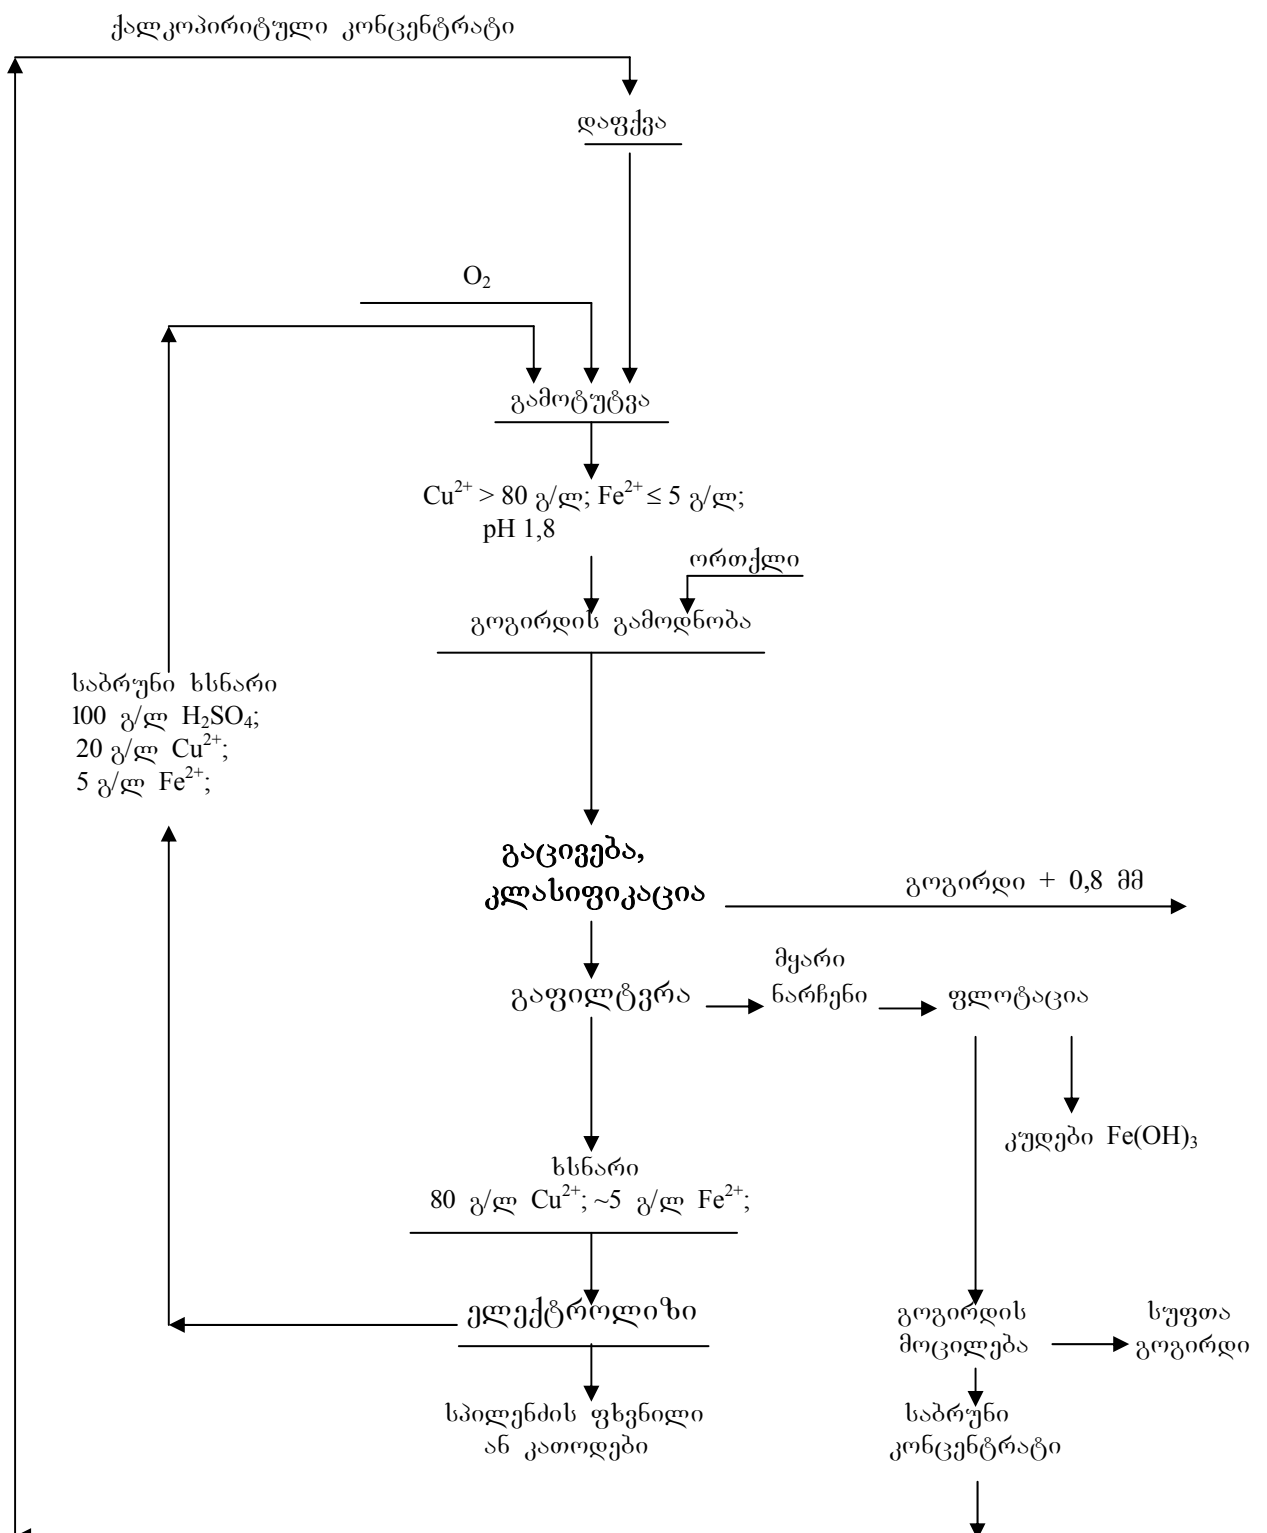 ქალკოპირიტული კონცენტრატი
დაფქვა
O₂
გამოტუტვა
Cu²⁺ > 80 გ/ლ; Fe²⁺ ≤ 5 გ/ლ;
pH 1,8
ორთქლი
გოგირდის გამოდნობა
საბრუნი ხსნარი
100 გ/ლ H₂SO₄;
20 გ/ლ Cu²⁺;
5 გ/ლ Fe²⁺;
გაცივება,
კლასიფიკაცია
გოგირდი + 0,8 მმ
გაფილტვრა
მყარი
ნარჩენი
ფლოტაცია
კუდები Fe(OH)₃
ხსნარი
80 გ/ლ Cu²⁺; ~5 გ/ლ Fe²⁺;
ელექტროლიზი
გოგირდის
მოცილება
სუფთა
გოგირდი
სპილენძის ფხვნილი
ან კათოდები
საბრუნი
კონცენტრატი